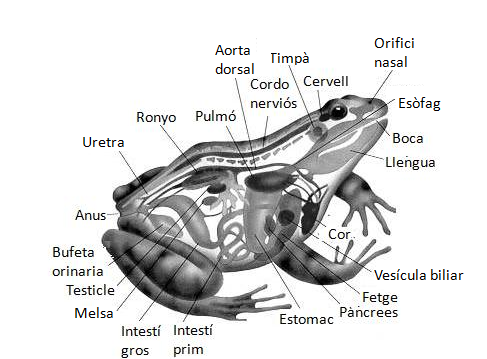 Orifici
nasal
Aorta
dorsal
Timpà
Cervell
Cordo
nerviós
Esòfag
Ronyo
Pulmó
Boca
Uretra
Llengua
Anus
Cor
Bufeta
orinaria
Vesícula biliar
Testicle
Fetge
Melsa
Pàncrees
Estomac
Intestí
gros
Intestí
prim